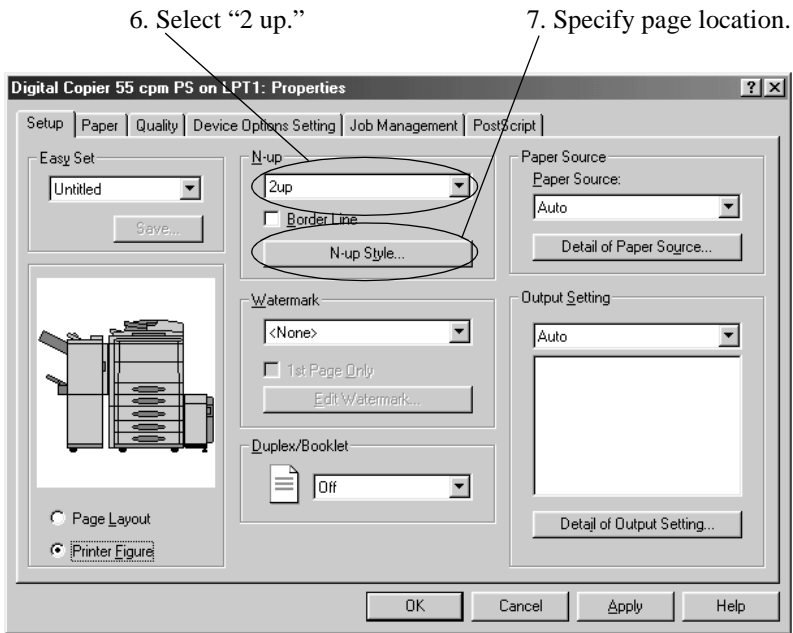 6. Select “2 up.”
7. Specify page location.
Digital Copier 55 cpm PS on LPT1: Properties
Setup Paper Quality Device Options Setting Job Management PostScript
Easy Set
Untitled
Save...
N-up
2up
Border Line
N-up Style...
Paper Source
Paper Source:
Auto
Detail of Paper Source...
Watermark
<None>
1st Page Only
Edit Watermark...
Output Setting
Auto
Duplex/Booklet
Off
Page Layout
Printer Figure
Detail of Output Setting...
OK Cancel Apply Help